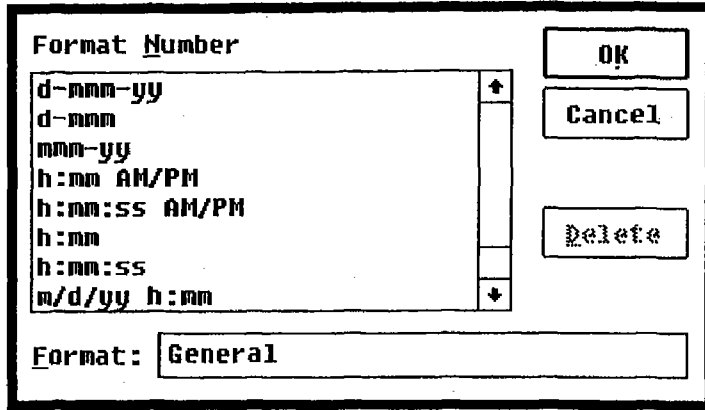 Format Number
OK
d-mmm-yy
d-mmm
Cancel
mmm-yy
h:mm AM/PM
h:mm:ss AM/PM
h:mm
Delete
h:mm:ss
m/d/yy h:mm
Format: General